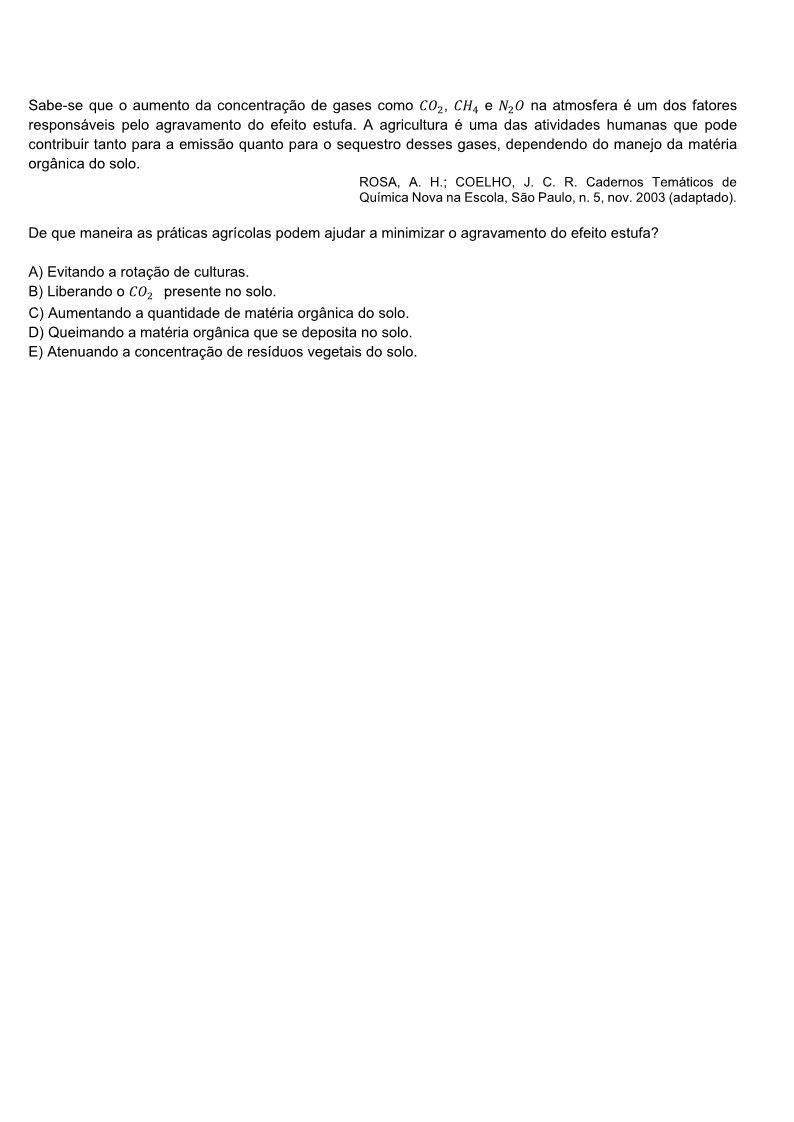 Sabe-se que o aumento da concentração de gases como CO₂, CH₄ e N₂O na atmosfera é um dos fatores
responsáveis pelo agravamento do efeito estufa. A agricultura é uma das atividades humanas que pode
contribuir tanto para a emissão quanto para o sequestro desses gases, dependendo do manejo da matéria
orgânica do solo.
ROSA, A. H.; COELHO, J. C. R. Cadernos Temáticos de
Química Nova na Escola, São Paulo, n. 5, nov. 2003 (adaptado).
De que maneira as práticas agrícolas podem ajudar a minimizar o agravamento do efeito estufa?
A) Evitando a rotação de culturas.
B) Liberando o CO₂ presente no solo.
C) Aumentando a quantidade de matéria orgânica do solo.
D) Queimando a matéria orgânica que se deposita no solo.
E) Atenuando a concentração de resíduos vegetais do solo.